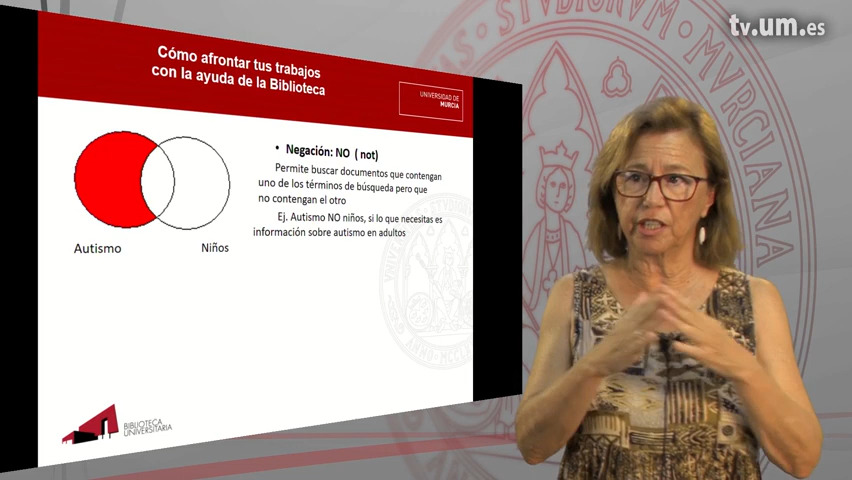 tv.um.es
Cómo afrontar tus trabajos
con la ayuda de la Biblioteca
UNIVERSIDAD DE
MURCIA
• Negación: NO ( not)
Permite buscar documentos que contengan
uno de los términos de búsqueda pero que
no contengan el otro
Ej. Autismo NO niños, si lo que necesitas es
información sobre autismo en adultos
Autismo
Niños
BIBLIOTECA
UNIVERSITARIA